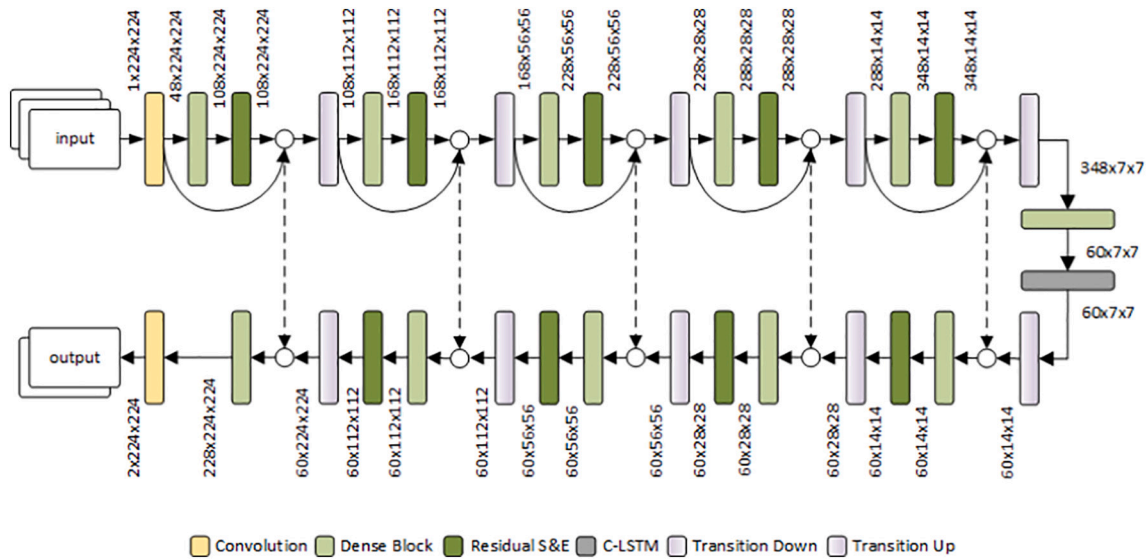 1x224x224
48x224x224
108x224x224
108x224x224
108x112x112
168x112x112
168x112x112
168x56x56
228x56x56
228x56x56
228x28x28
288x28x28
288x28x28
288x14x14
348x14x14
348x14x14
input
348x7x7
60x7x7
60x7x7
output
2x224x224
228x224x224
60x224x224
60x112x112
60x112x112
60x112x112
60x56x56
60x56x56
60x56x56
60x28x28
60x28x28
60x28x28
60x14x14
60x14x14
60x14x14
Convolution Dense Block Residual S&E C-LSTM Transition Down Transition Up